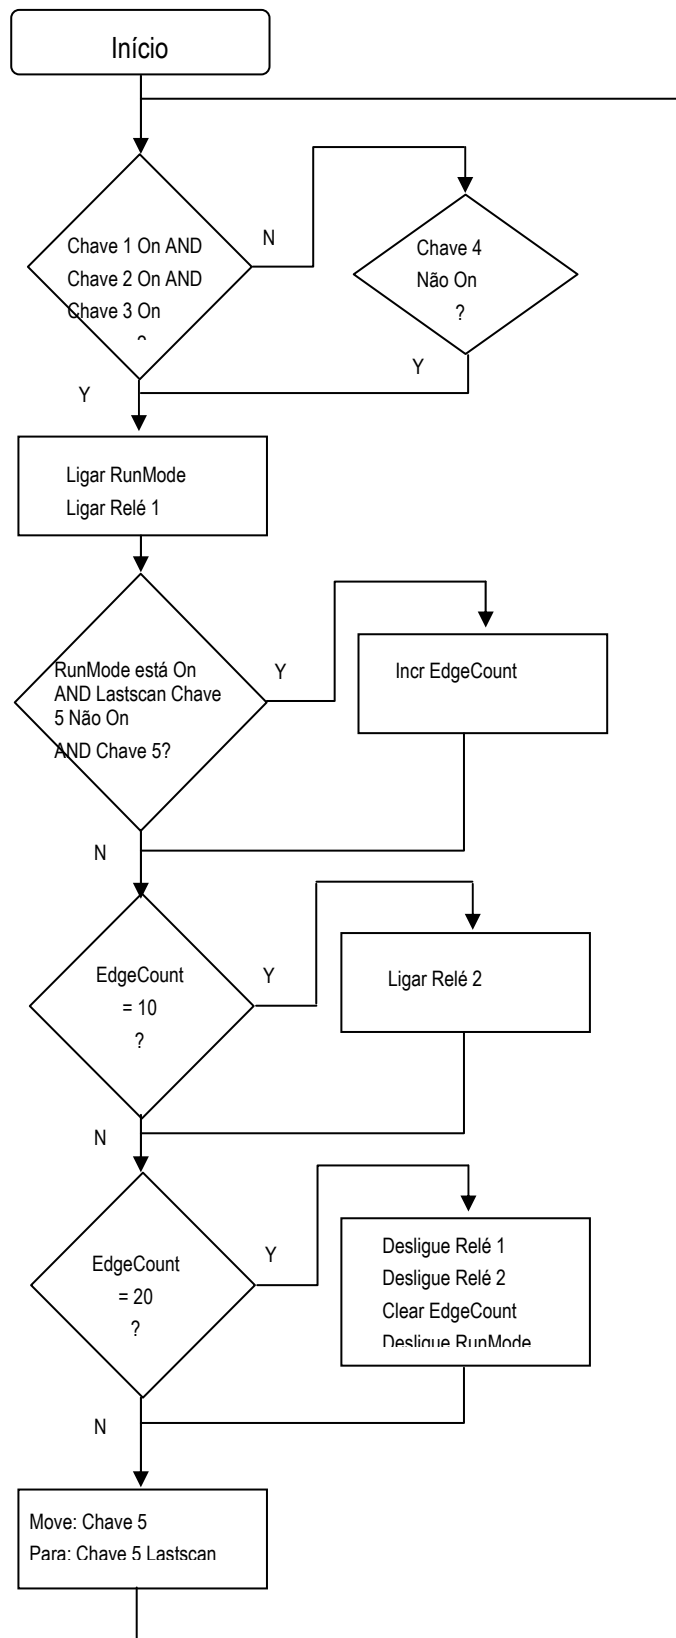 Início
Chave 1 On AND
Chave 2 On AND
Chave 3 On
?
N
Chave 4
Não On
?
Y
Y
Ligar RunMode
Ligar Relé 1
RunMode está On
AND Lastscan Chave
5 Não On
AND Chave 5?
Y
Incr EdgeCount
N
EdgeCount
= 10
?
Y
Ligar Relé 2
N
EdgeCount
= 20
?
Y
Desligue Relé 1
Desligue Relé 2
Clear EdgeCount
Desligue RunMode
N
Move: Chave 5
Para: Chave 5 Lastscan